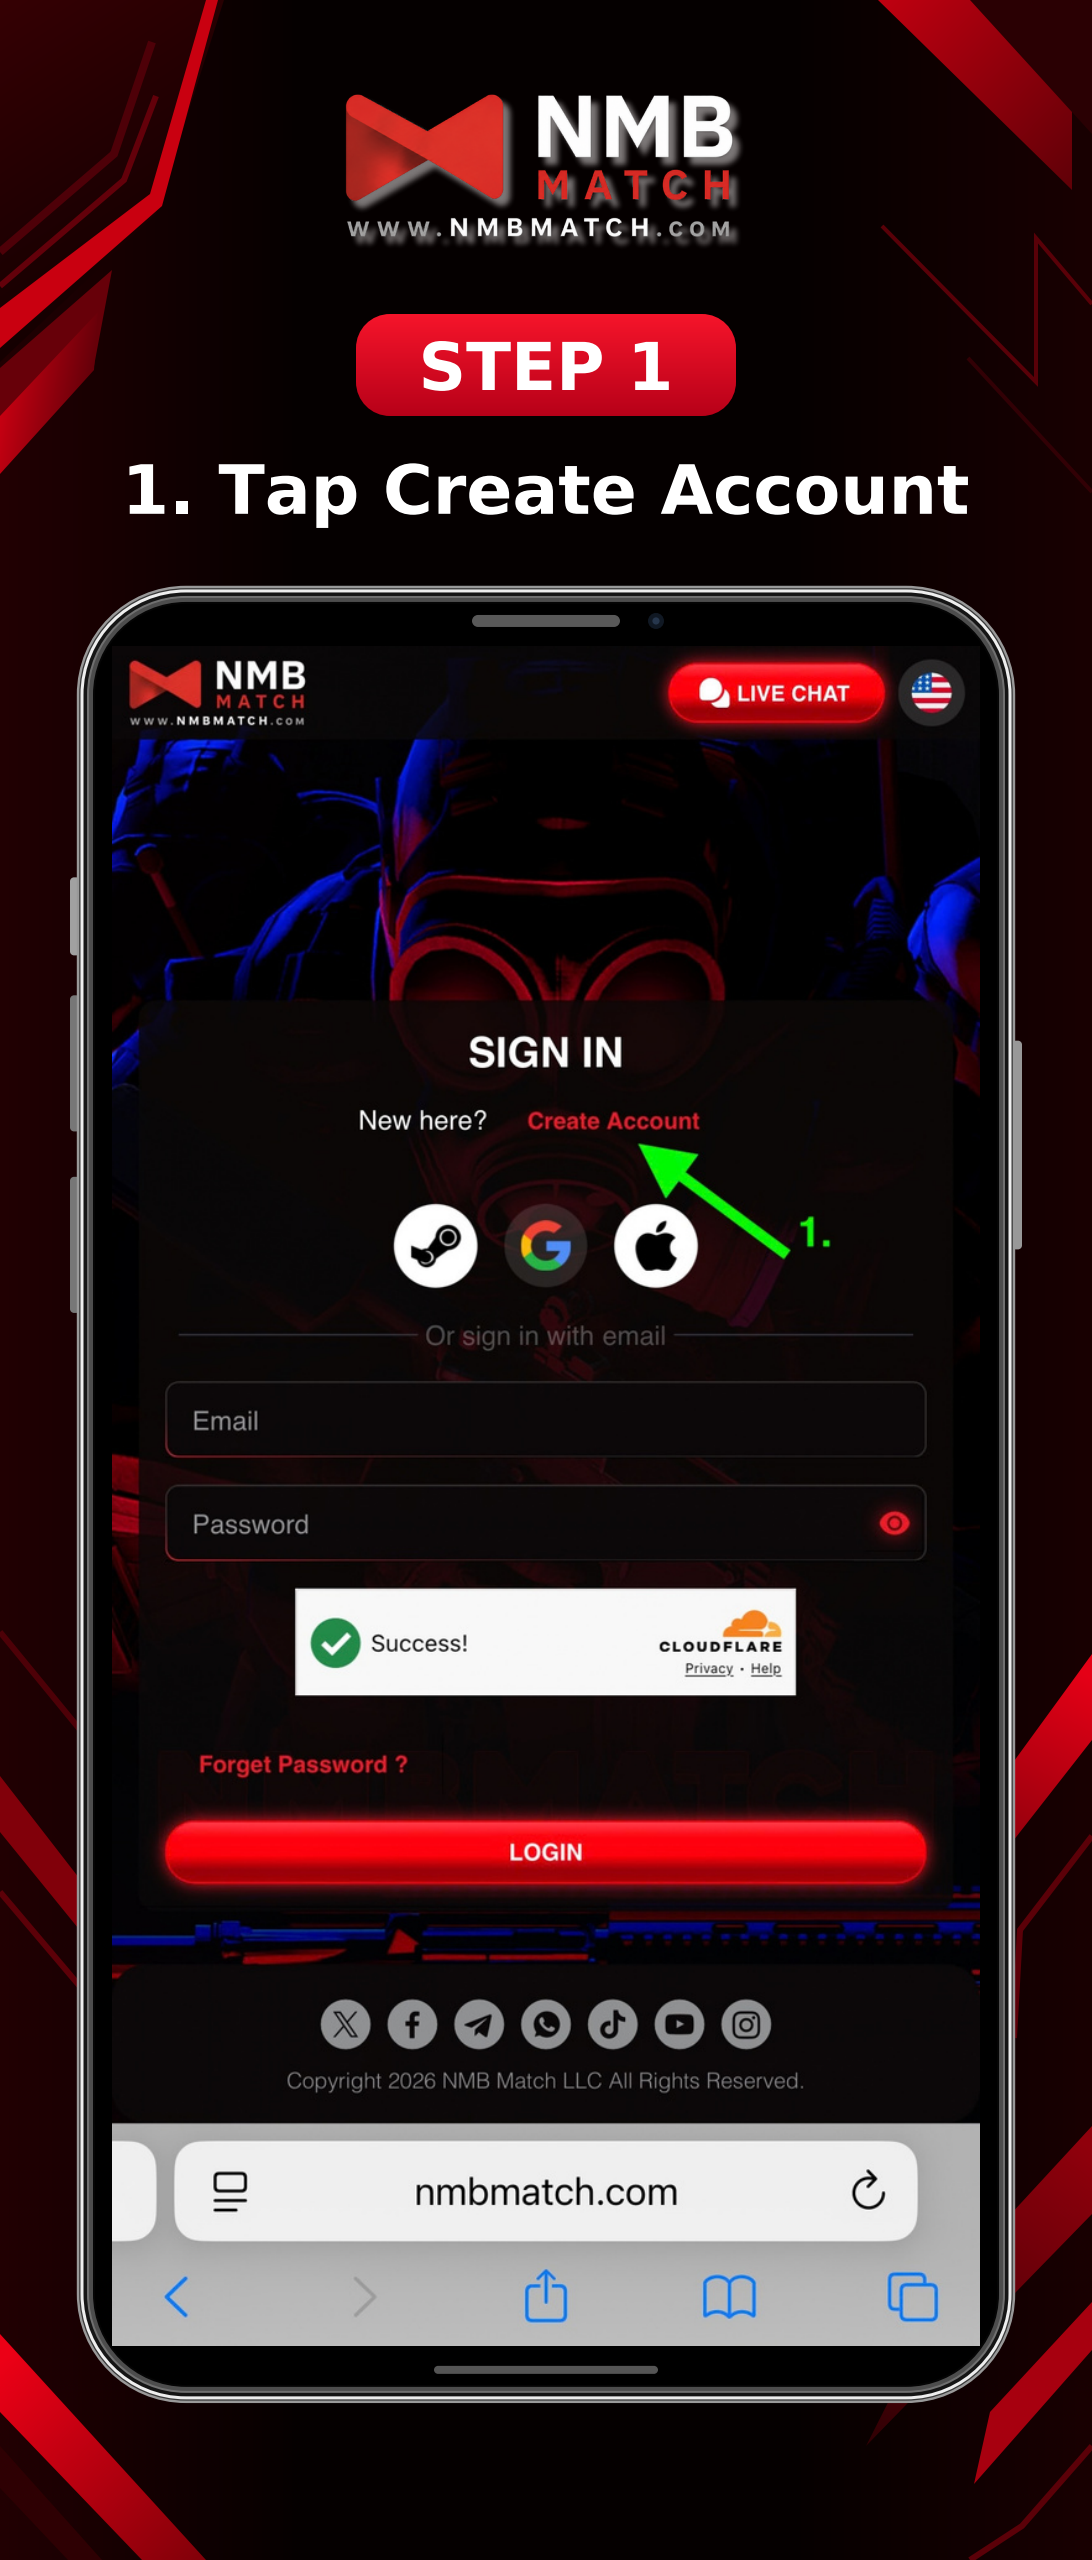 NMB
MATCH
WWW.NMBMATCH.COM
STEP 1
1. Tap Create Account
NMB
MATCH
WWW.NMBMATCH.COM
LIVE CHAT
SIGN IN
New here? Create Account
1.
Or sign in with email
Email
Password
Success!
CLOUDFLARE
Privacy • Help
Forget Password ?
LOGIN
Copyright 2026 NMB Match LLC All Rights Reserved.
nmbmatch.com